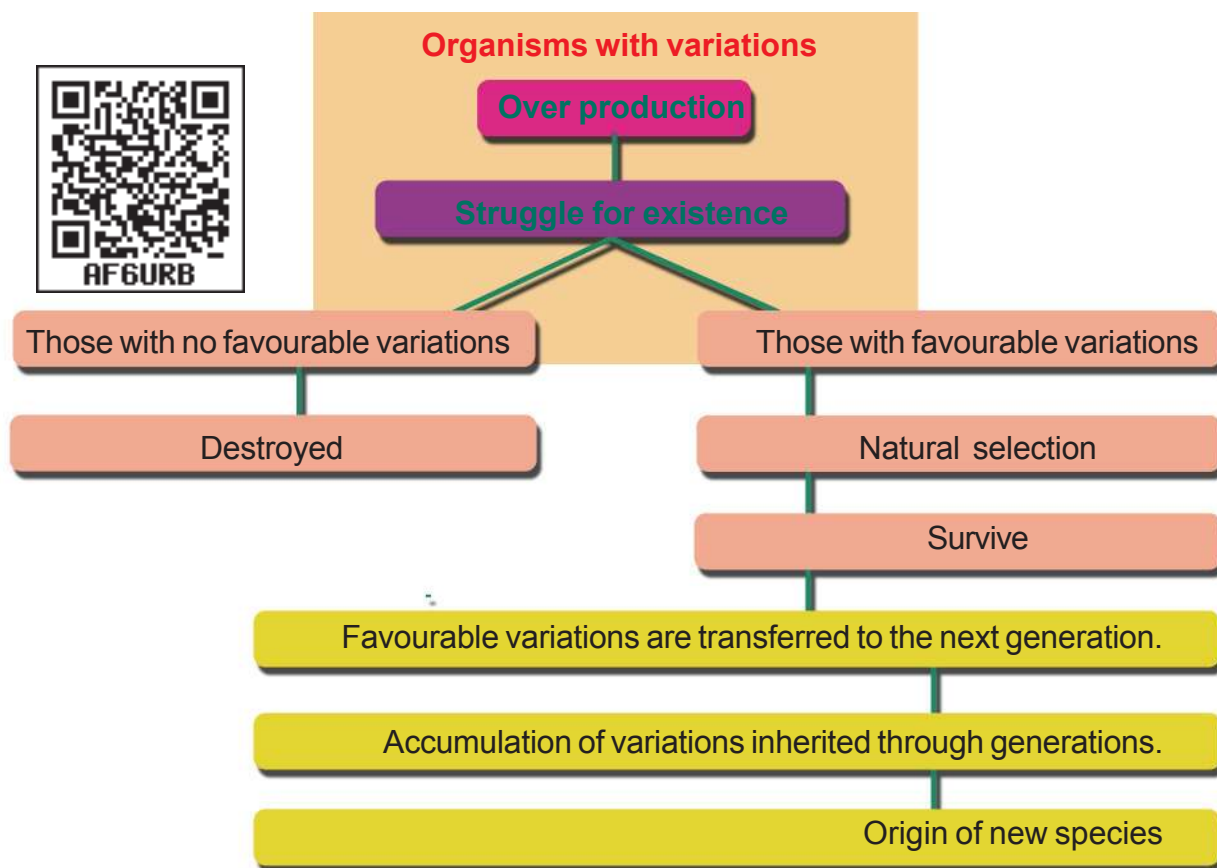 Organisms with variations
Over production
Struggle for existence
AF6URB
Those with no favourable variations
Those with favourable variations
Destroyed
Natural selection
Survive
Favourable variations are transferred to the next generation.
Accumulation of variations inherited through generations.
Origin of new species